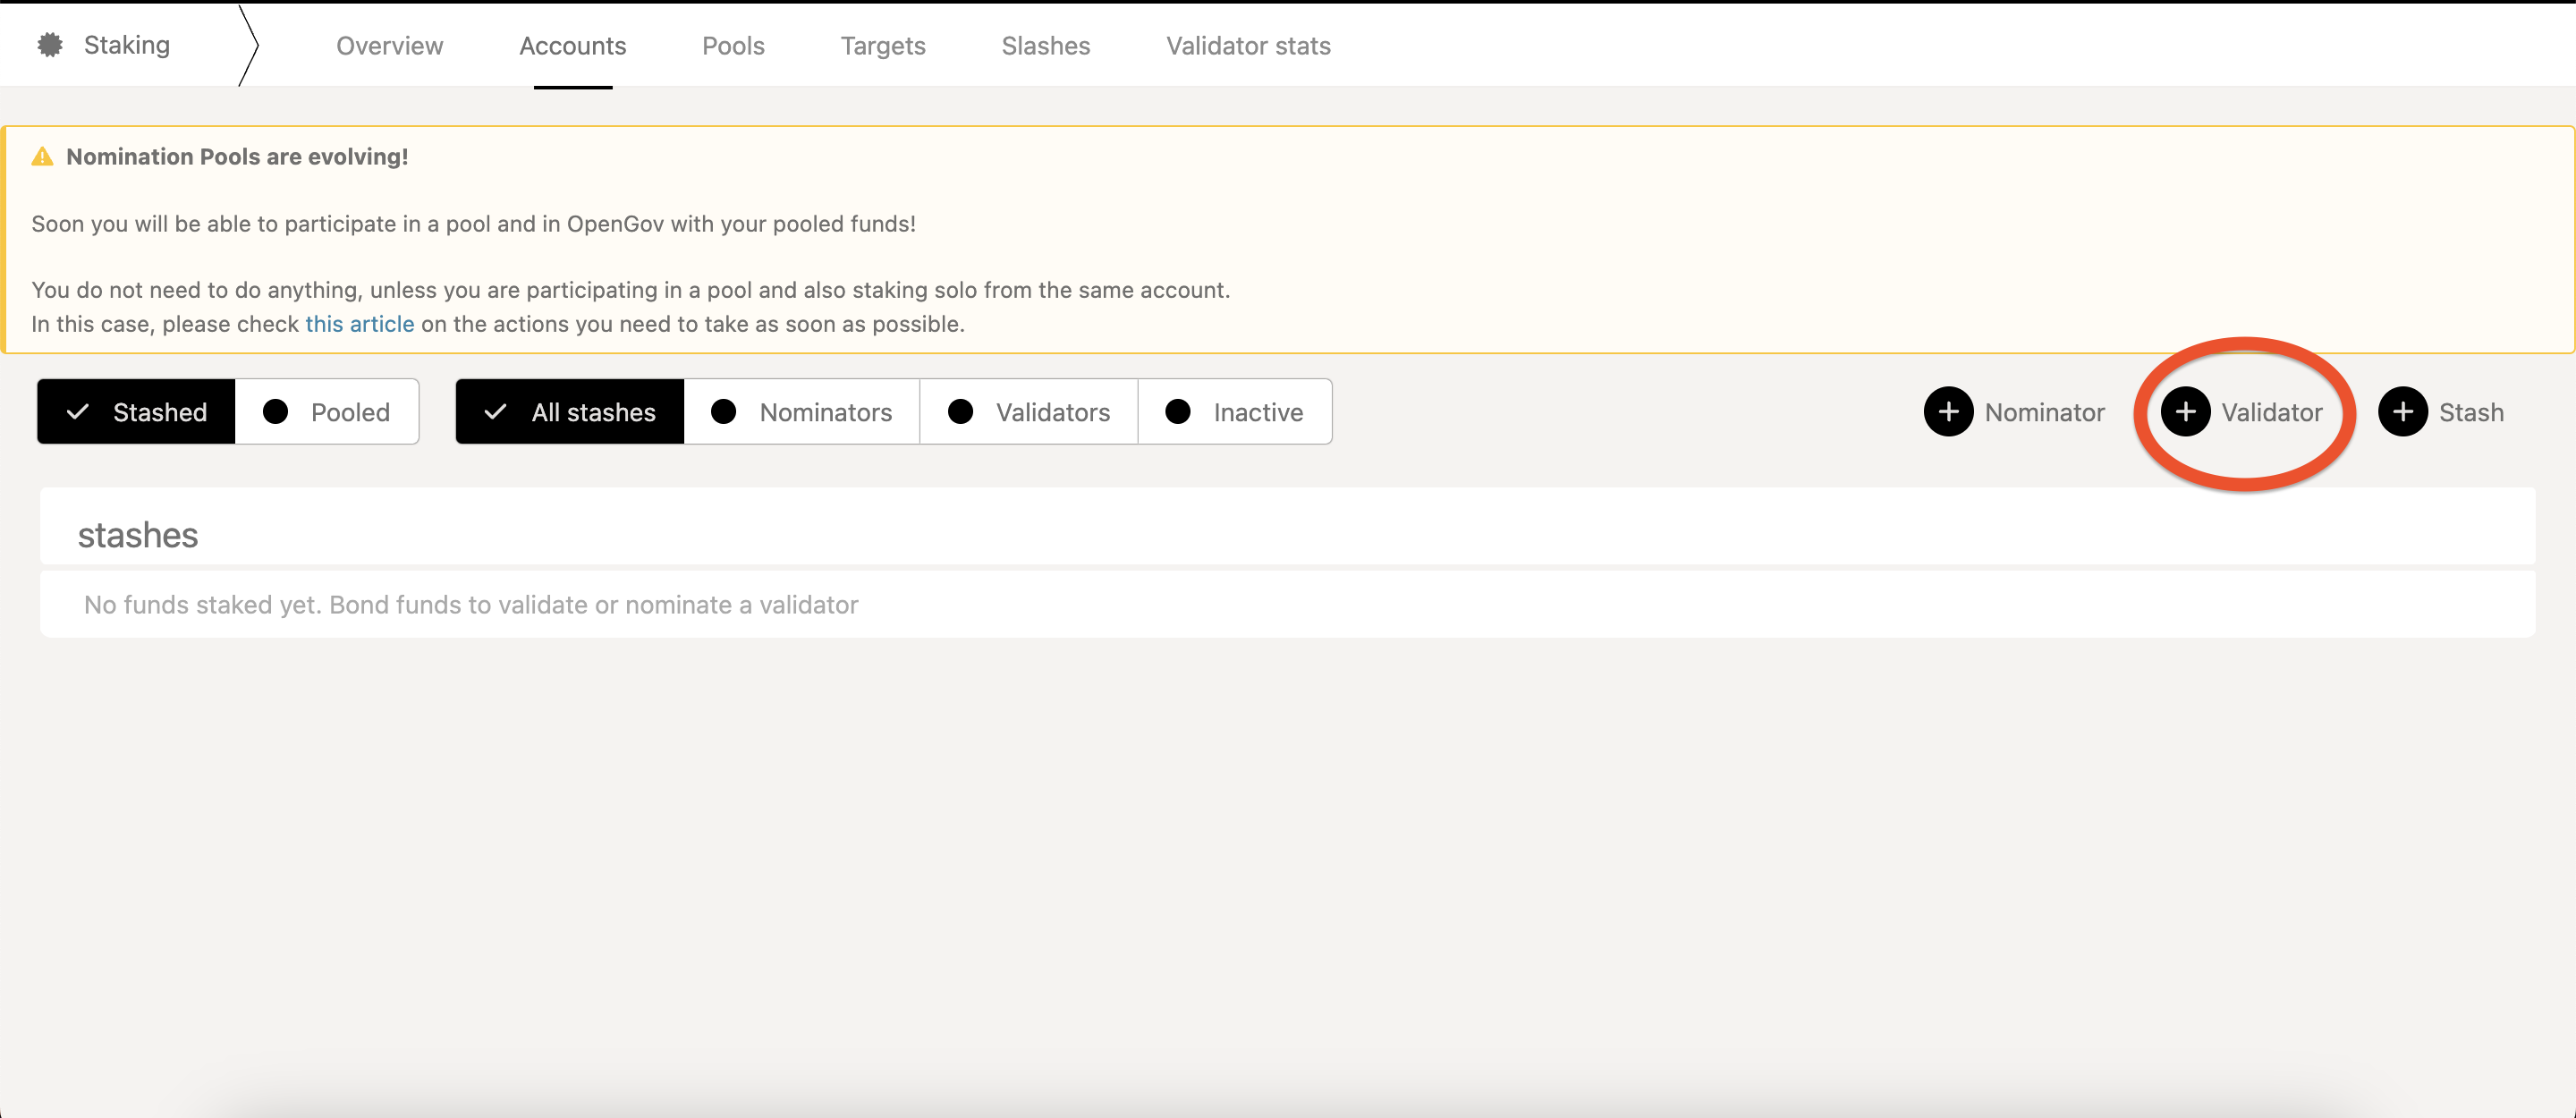 Staking
Overview
Accounts
Pools
Targets
Slashes
Validator stats
Nomination Pools are evolving!
Soon you will be able to participate in a pool and in OpenGov with your pooled funds!
You do not need to do anything, unless you are participating in a pool and also staking solo from the same account.
In this case, please check this article on the actions you need to take as soon as possible.
Stashed
Pooled
All stashes
Nominators
Validators
Inactive
Nominator
Validator
Stash
stashes
No funds staked yet. Bond funds to validate or nominate a validator